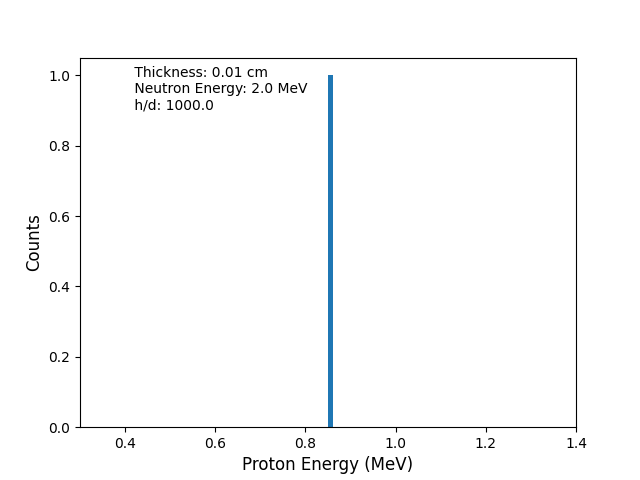 Thickness: 0.01 cm
Neutron Energy: 2.0 MeV
h/d: 1000.0
1.0
0.8
0.6
0.4
0.2
0.0
Counts
0.4 0.6 0.8 1.0 1.2 1.4
Proton Energy (MeV)